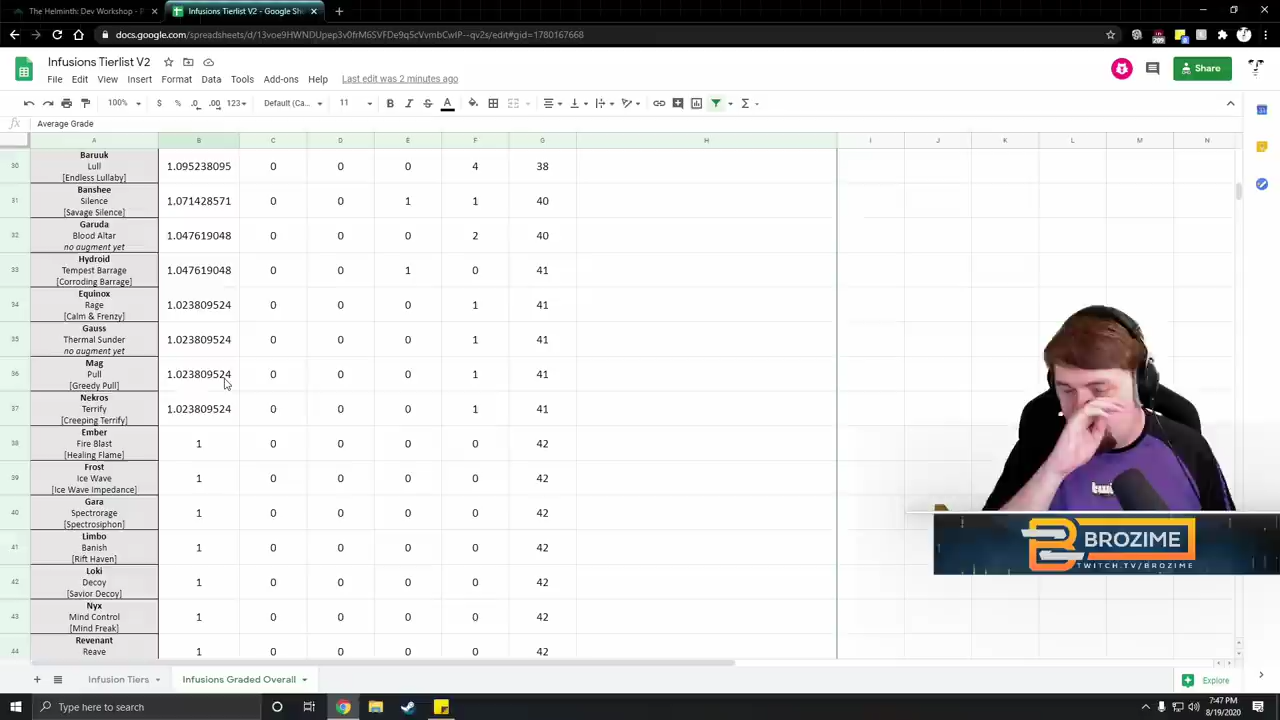 The Helminth: Dev Workshop - P
Infusions Tierlist V2 - Google She
docs.google.com/spreadsheets/d/13voe9HWNDUpep3v0frM6SVFDe9q5cVvmbCwIP--qv2s/edit#gid=1780167668
Infusions Tierlist V2
File Edit View Insert Format Data Tools Add-ons Help Last edit was 2 minutes ago
Share
100% $ % .0 .00 123 Default (Ca... 11 B I S A
fx Average Grade
A B C D E F G H I J K L M N
Baruuk
30 Lull 1.095238095 0 0 0 4 38
[Endless Lullaby]
Banshee
31 Silence 1.071428571 0 0 1 1 40
[Savage Silence]
Garuda
32 Blood Altar 1.047619048 0 0 0 2 40
no augment yet
Hydroid
33 Tempest Barrage 1.047619048 0 0 1 0 41
[Corroding Barrage]
Equinox
34 Rage 1.023809524 0 0 0 1 41
[Calm & Frenzy]
Gauss
35 Thermal Sunder 1.023809524 0 0 0 1 41
no augment yet
Mag
36 Pull 1.023809524 0 0 0 1 41
[Greedy Pull]
Nekros
37 Terrify 1.023809524 0 0 0 1 41
[Creeping Terrify]
Ember
38 Fire Blast 1 0 0 0 0 42
[Healing Flame]
Frost
39 Ice Wave 1 0 0 0 0 42
[Ice Wave Impedance]
Gara
40 Spectrorage 1 0 0 0 0 42
[Spectrosiphon]
Limbo
41 Banish 1 0 0 0 0 42
[Rift Haven]
Loki
42 Decoy 1 0 0 0 0 42
[Savior Decoy]
Nyx
43 Mind Control 1 0 0 0 0 42
[Mind Freak]
Revenant
44 Reave 1 0 0 0 0 42
BROZIME
TWITCH.TV/BROZIME
Infusion Tiers Infusions Graded Overall Explore
Type here to search
7:47 PM
8/19/2020